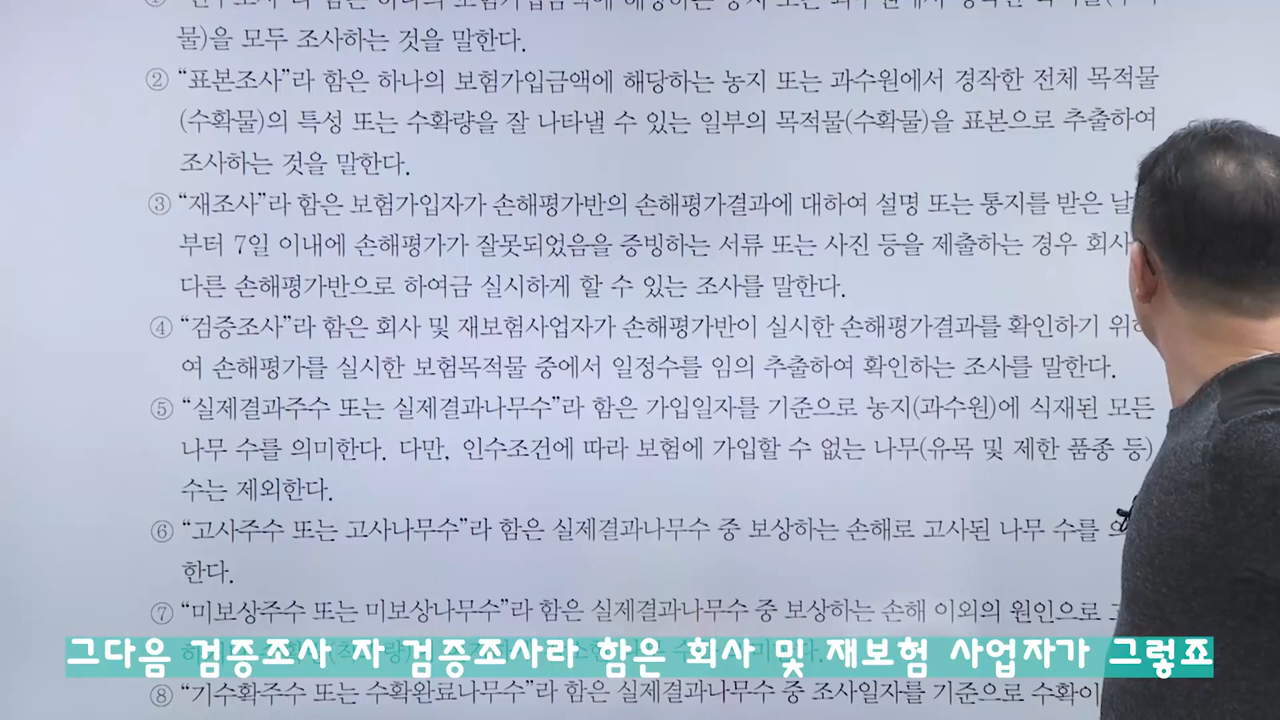 물)을 모두 조사하는 것을 말한다.
② “표본조사”라 함은 하나의 보험가입금액에 해당하는 농지 또는 과수원에서 경작한 전체 목적물
(수확물)의 특성 또는 수확량을 잘 나타낼 수 있는 일부의 목적물(수확물)을 표본으로 추출하여
조사하는 것을 말한다.
③ “재조사”라 함은 보험가입자가 손해평가반의 손해평가결과에 대하여 설명 또는 통지를 받은 날
부터 7일 이내에 손해평가가 잘못되었음을 증빙하는 서류 또는 사진 등을 제출하는 경우 회사
다른 손해평가반으로 하여금 실시하게 할 수 있는 조사를 말한다.
④ “검증조사”라 함은 회사 및 재보험사업자가 손해평가반이 실시한 손해평가결과를 확인하기 위하
여 손해평가를 실시한 보험목적물 중에서 일정수를 임의 추출하여 확인하는 조사를 말한다.
⑤ “실제결과주수 또는 실제결과나무수”라 함은 가입일자를 기준으로 농지(과수원)에 식재된 모든
나무 수를 의미한다. 다만, 인수조건에 따라 보험에 가입할 수 없는 나무(유목 및 제한 품종 등)
수는 제외한다.
⑥ “고사주수 또는 고사나무수”라 함은 실제결과나무수 중 보상하는 손해로 고사된 나무 수를
한다.
⑦ “미보상주수 또는 미보상나무수”라 함은 실제결과나무수 중 보상하는 손해 이외의 원인으로
그다음 검증조사 자 검증조사라 함은 회사 및 재보험 사업자가 그렇죠
⑧ “기수확주수 또는 수확완료나무수”라 함은 실제결과나무수 중 조사일자를 기준으로 수확이